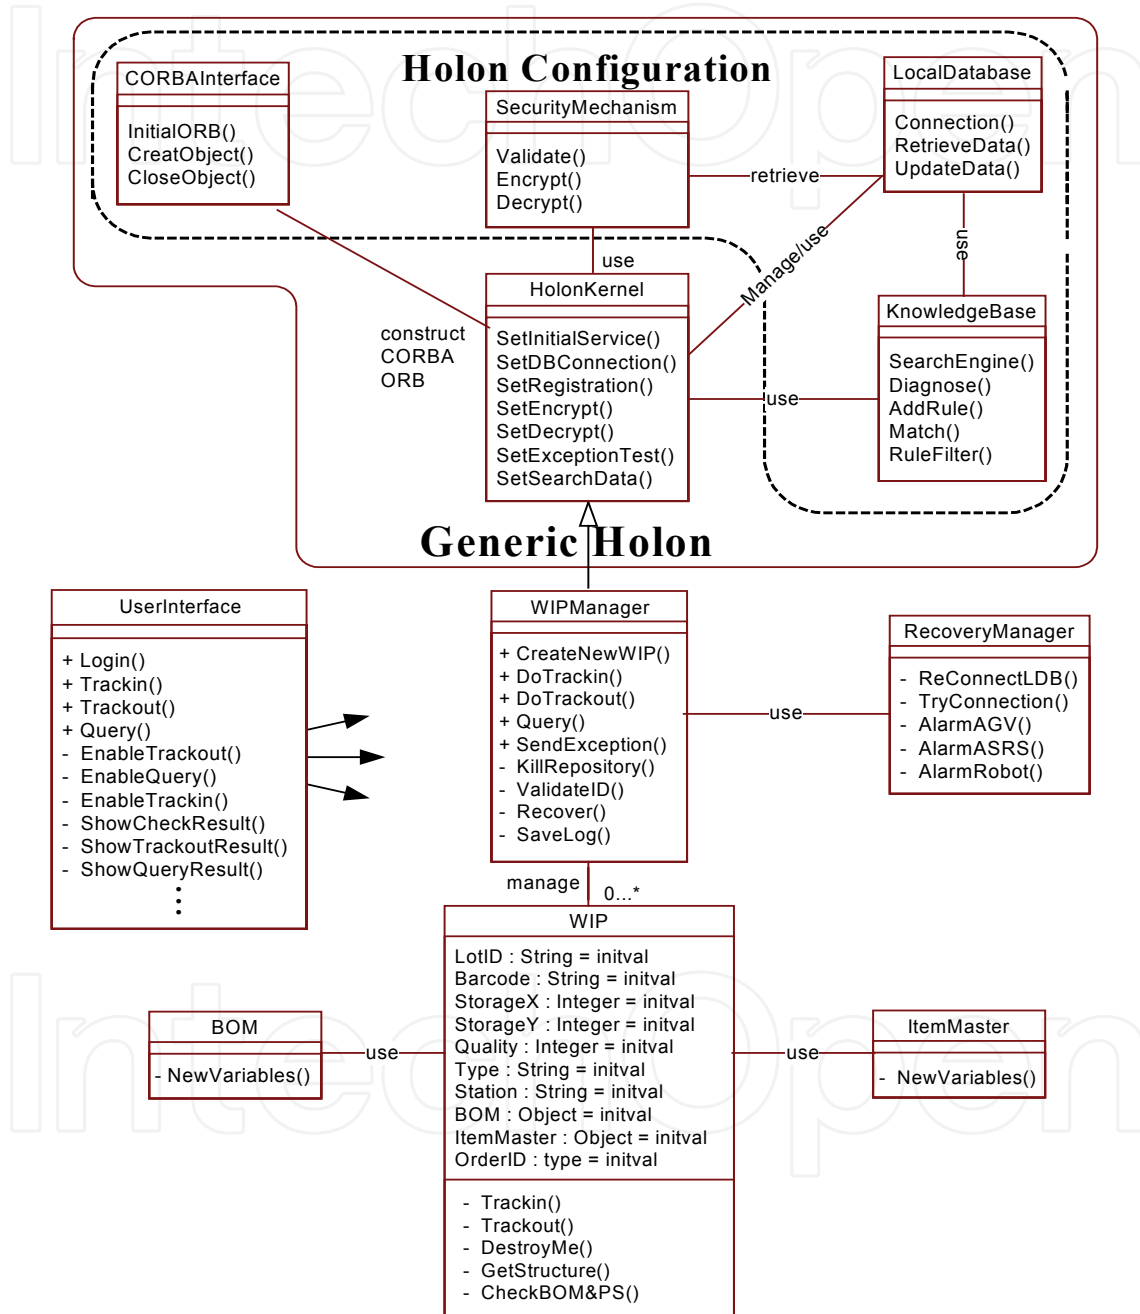 IntechOpen
Holon Configuration
CORBAInterface
InitialORB()
CreatObject()
CloseObject()
SecurityMechanism
Validate()
Encrypt()
Decrypt()
LocalDatabase
Connection()
RetrieveData()
UpdateData()
retrieve
use
Manage/use
use
construct
CORBA
ORB
HolonKernel
SetInitialService()
SetDBConnection()
SetRegistration()
SetEncrypt()
SetDecrypt()
SetExceptionTest()
SetSearchData()
use
KnowledgeBase
SearchEngine()
Diagnose()
AddRule()
Match()
RuleFilter()
Generic Holon
UserInterface
+ Login()
+ Trackin()
+ Trackout()
+ Query()
- EnableTrackout()
- EnableQuery()
- EnableTrackin()
- ShowCheckResult()
- ShowTrackoutResult()
- ShowQueryResult()
WIPManager
+ CreateNewWIP()
+ DoTrackin()
+ DoTrackout()
+ Query()
+ SendException()
- KillRepository()
- ValidateID()
- Recover()
- SaveLog()
use
RecoveryManager
- ReConnectLDB()
- TryConnection()
- AlarmAGV()
- AlarmASRS()
- AlarmRobot()
manage
0...*
WIP
LotID : String = initval
Barcode : String = initval
StorageX : Integer = initval
StorageY : Integer = initval
Quality : Integer = initval
Type : String = initval
Station : String = initval
BOM : Object = initval
ItemMaster : Object = initval
OrderID : type = initval
- Trackin()
- Trackout()
- DestroyMe()
- GetStructure()
- CheckBOM&PS()
BOM
- NewVariables()
use
use
ItemMaster
- NewVariables()
IntechOpen